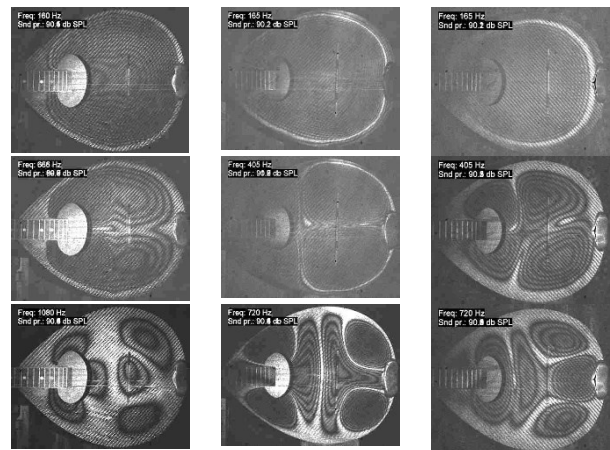 Freq: 160 Hz
Snd pr.: 90.5 db SPL
Freq: 165 Hz
Snd pr.: 90.2 db SPL
Freq: 165 Hz
Snd pr.: 90.2 db SPL
Freq: 666 Hz
Snd pr.: db SPL
Freq: 405 Hz
Snd pr.: db SPL
Freq: 405 Hz
Snd pr.: db SPL
Freq: 1080 Hz
Snd pr.: db SPL
Freq: 720 Hz
Snd pr.: db SPL
Freq: 720 Hz
Snd pr.: db SPL